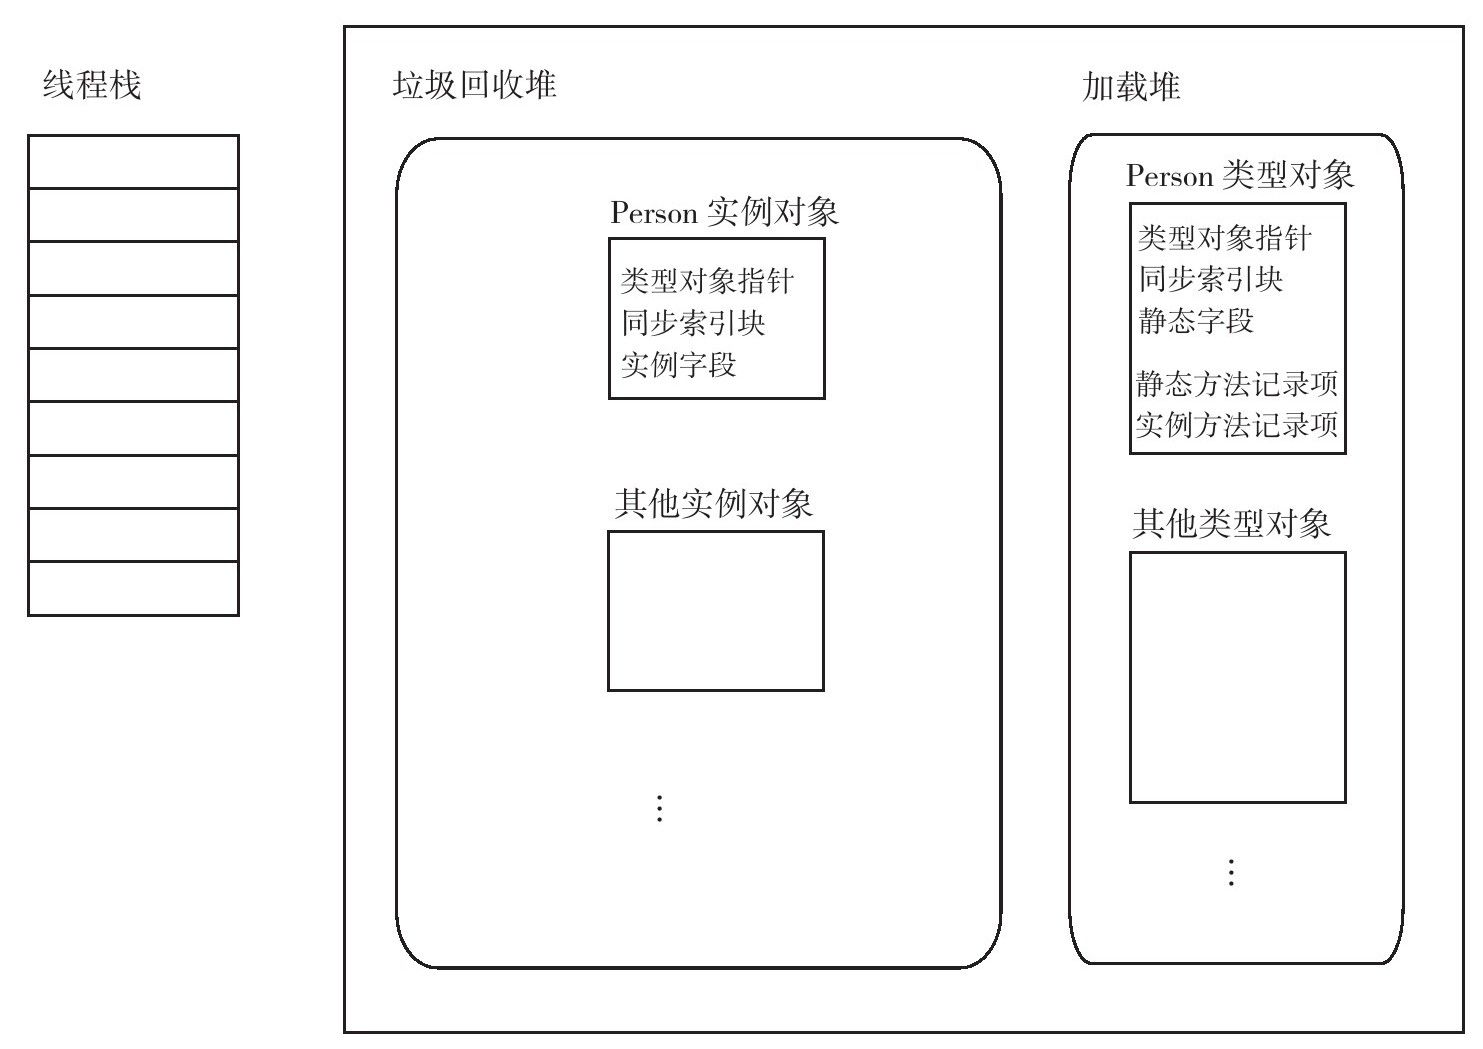 线程栈
垃圾回收堆
Person 实例对象
类型对象指针
同步索引块
实例字段
其他实例对象
⋮
加载堆
Person 类型对象
类型对象指针
同步索引块
静态字段
静态方法记录项
实例方法记录项
其他类型对象
⋮